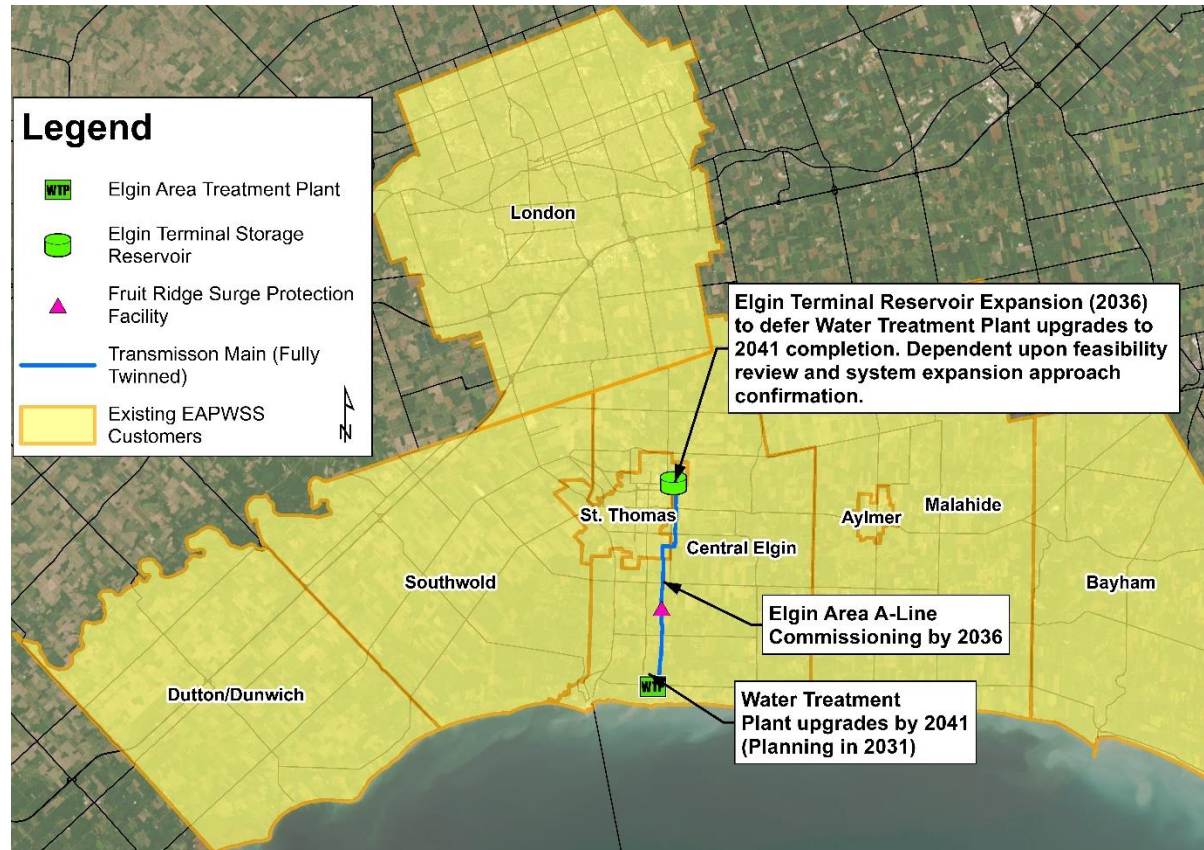 Legend
WTP
Elgin Area Treatment Plant
Elgin Terminal Storage
Reservoir
Fruit Ridge Surge Protection
Facility
Transmisson Main (Fully
Twinned)
Existing EAPWSS
Customers
N
London
Elgin Terminal Reservoir Expansion (2036)
to defer Water Treatment Plant upgrades to
2041 completion. Dependent upon feasibility
review and system expansion approach
confirmation.
St. Thomas
Aylmer
Malahide
Central Elgin
Southwold
Bayham
Elgin Area A-Line
Commissioning by 2036
Dutton/Dunwich
WTP
Water Treatment
Plant upgrades by 2041
(Planning in 2031)